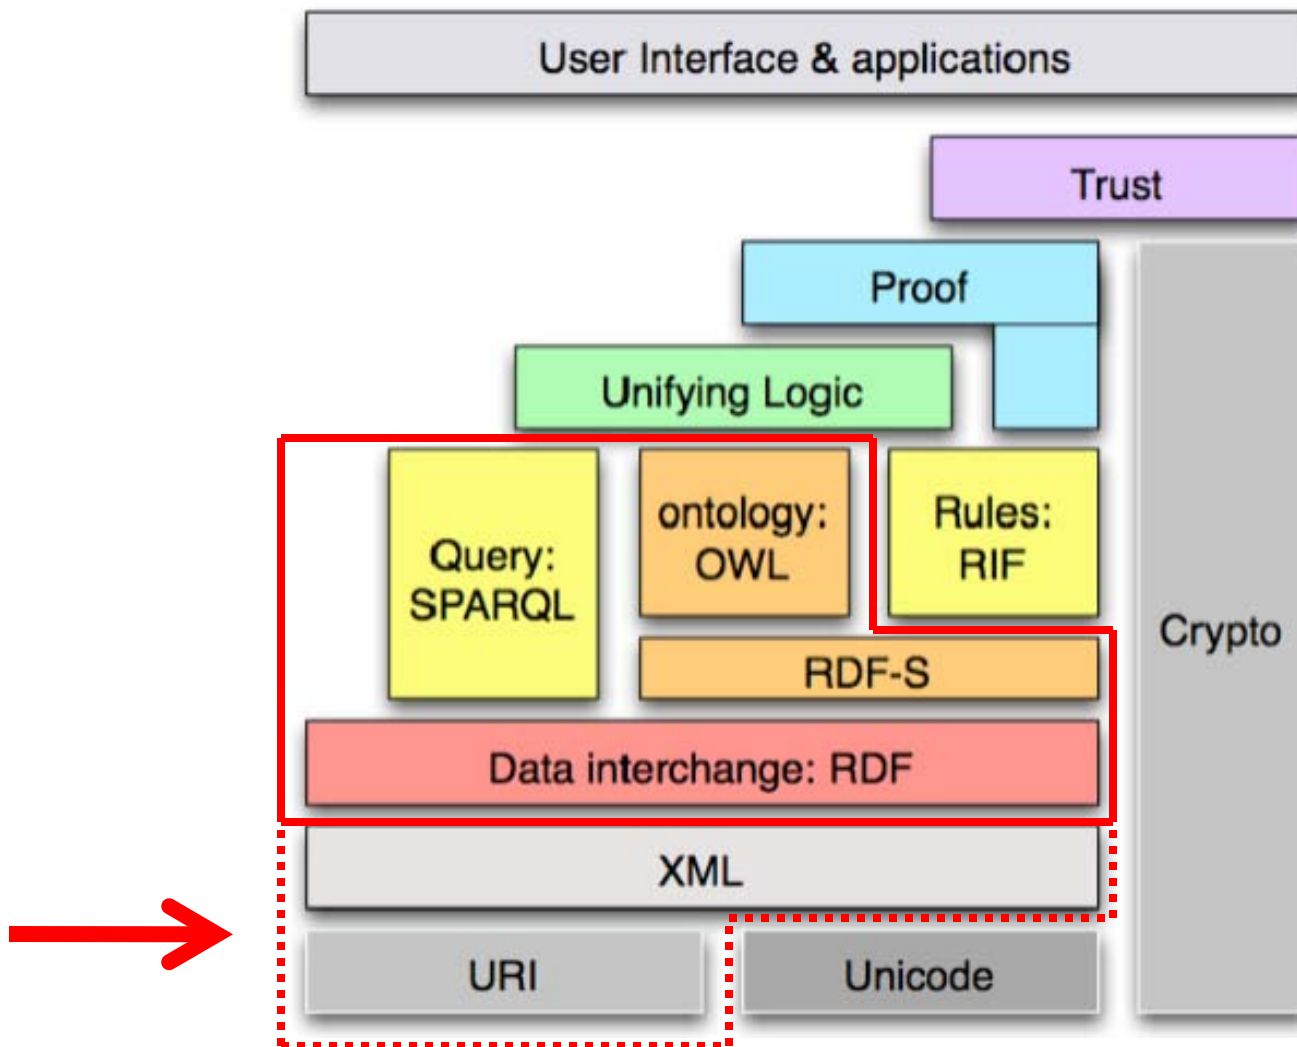 User Interface & applications
Trust
Proof
Unifying Logic
Query:
SPARQL
ontology:
OWL
Rules:
RIF
Crypto
RDF-S
Data interchange: RDF
XML
URI
Unicode